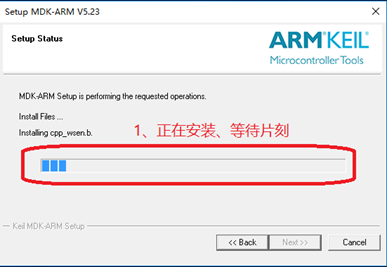 Setup MDK-ARM V5.23
Setup Status
ARM KEIL
Microcontroller Tools
MDK-ARM Setup is performing the requested operations.
Install Files ...
Installing cpp_wsen.b.
1、正在安装、等待片刻
Keil MDK-ARM Setup
<< Back
Next >>
Cancel